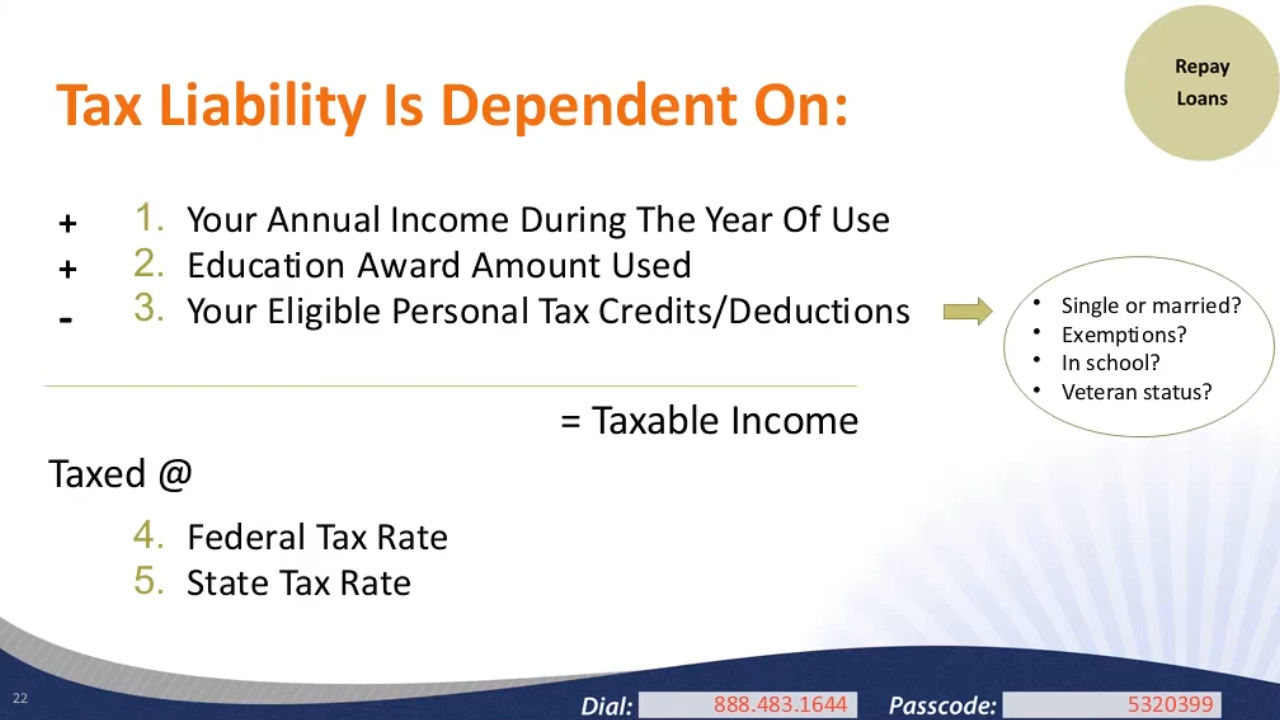 Repay
Loans
Tax Liability Is Dependent On:
+ 1. Your Annual Income During The Year Of Use
+ 2. Education Award Amount Used
- 3. Your Eligible Personal Tax Credits/Deductions
• Single or married?
• Exemptions?
• In school?
• Veteran status?
= Taxable Income
Taxed @
4. Federal Tax Rate
5. State Tax Rate
22
Dial: 888.483.1644 Passcode: 5320399